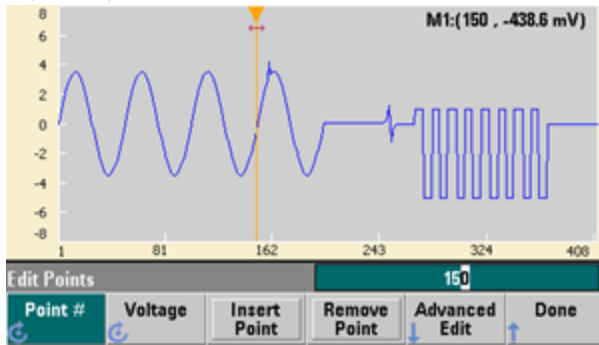 M1:(150 , -438.6 mV)
8
6
4
2
0
-2
-4
-6
-8
1 81 162 243 324 408
Edit Points 150
Point # Voltage Insert Point Remove Point Advanced Edit Done